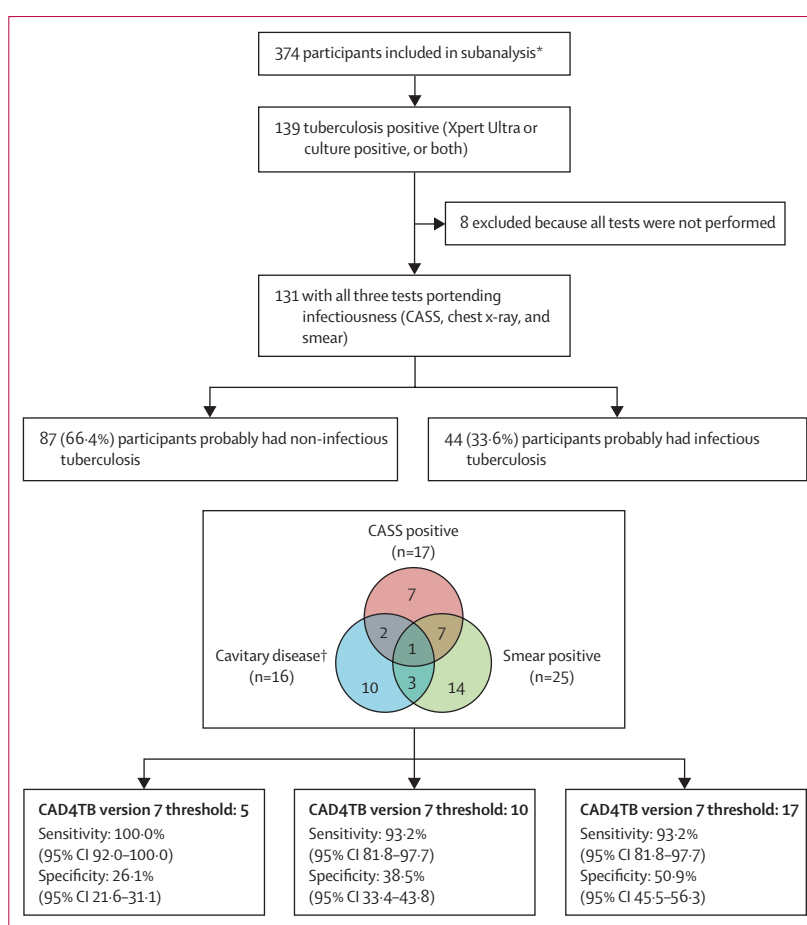 374 participants included in subanalysis*
139 tuberculosis positive (Xpert Ultra or
culture positive, or both)
8 excluded because all tests were not performed
131 with all three tests portending
infectiousness (CASS, chest x-ray, and
smear)
87 (66·4%) participants probably had non-infectious
tuberculosis
44 (33·6%) participants probably had infectious
tuberculosis
CASS positive
(n=17)
7
2
1
7
Cavitary disease†
(n=16)
10
3
14
Smear positive
(n=25)
CAD4TB version 7 threshold: 5
Sensitivity: 100·0%
(95% CI 92·0–100·0)
Specificity: 26·1%
(95% CI 21·6–31·1)
CAD4TB version 7 threshold: 10
Sensitivity: 93·2%
(95% CI 81·8–97·7)
Specificity: 38·5%
(95% CI 33·4–43·8)
CAD4TB version 7 threshold: 17
Sensitivity: 93·2%
(95% CI 81·8–97·7)
Specificity: 50·9%
(95% CI 45·5–56·3)